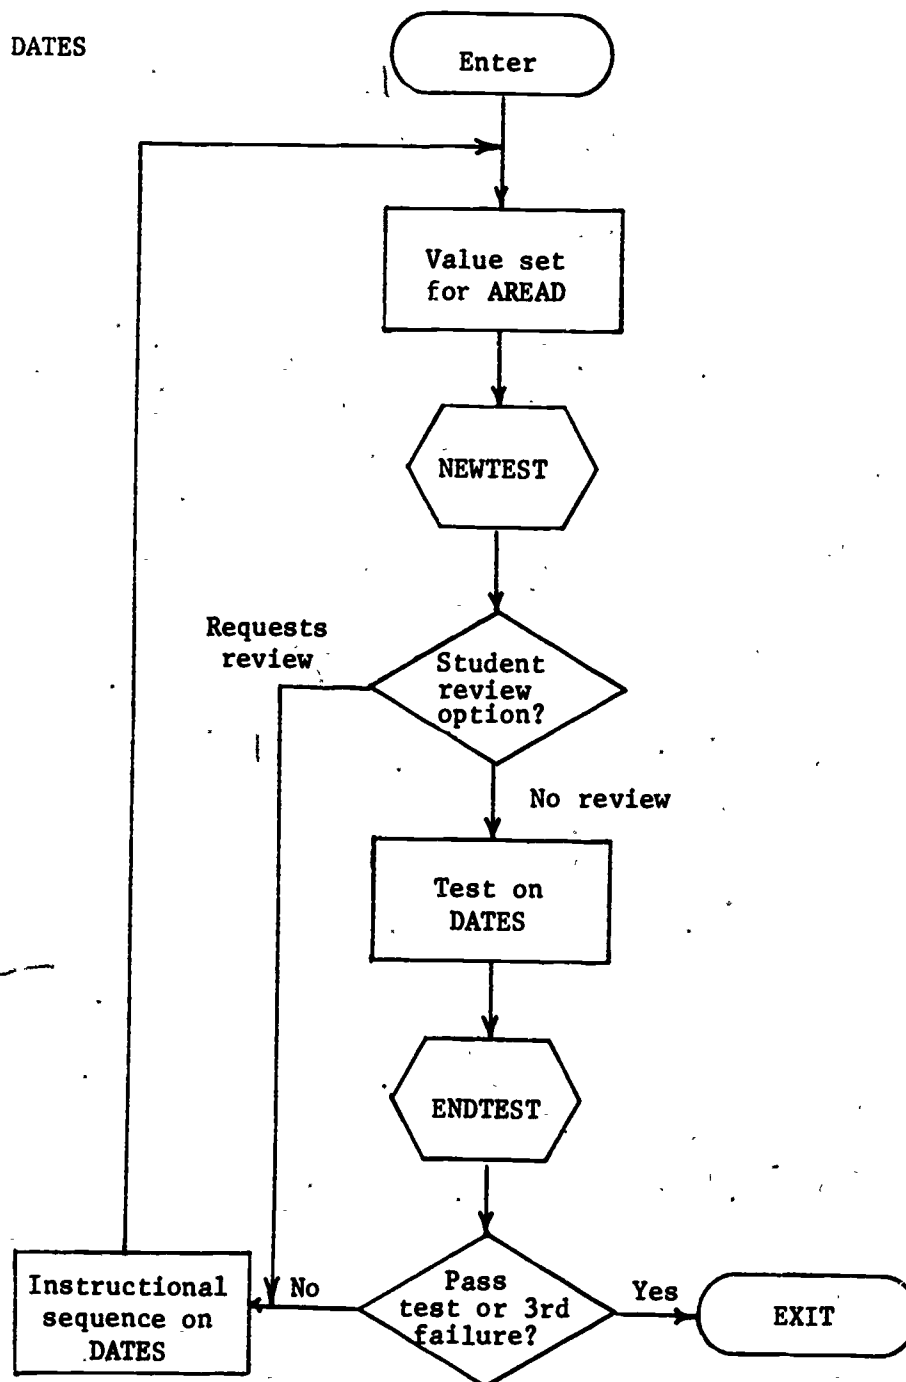 DATES
Enter
Value set
for AREAD
NEWTEST
Requests
review
Student
review
option?
No review
Test on
DATES
ENDTEST
Instructional
sequence on
DATES
No
Pass
test or 3rd
failure?
Yes
EXIT